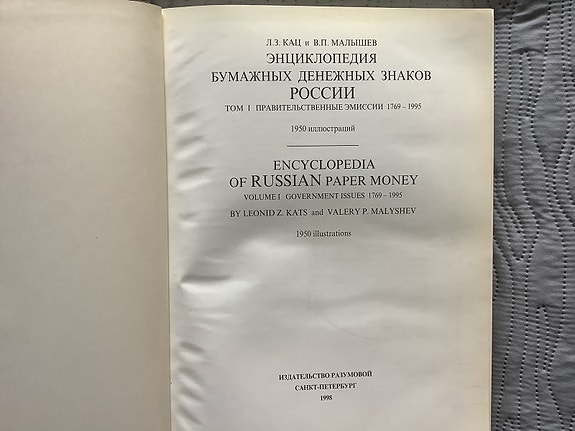 Л.З. КАЦ и В.П. МАЛЫШЕВ
ЭНЦИКЛОПЕДИЯ
БУМАЖНЫХ ДЕНЕЖНЫХ ЗНАКОВ
РОССИИ
ТОМ I ПРАВИТЕЛЬСТВЕННЫЕ ЭМИССИИ 1769 – 1995
1950 иллюстраций
ENCYCLOPEDIA
OF RUSSIAN PAPER MONEY
VOLUME I GOVERNMENT ISSUES 1769 – 1995
BY LEONID Z. KATS and VALERY P. MALYSHEV
1950 illustrations
ИЗДАТЕЛЬСТВО РАЗУМОВОЙ
САНКТ-ПЕТЕРБУРГ
1998